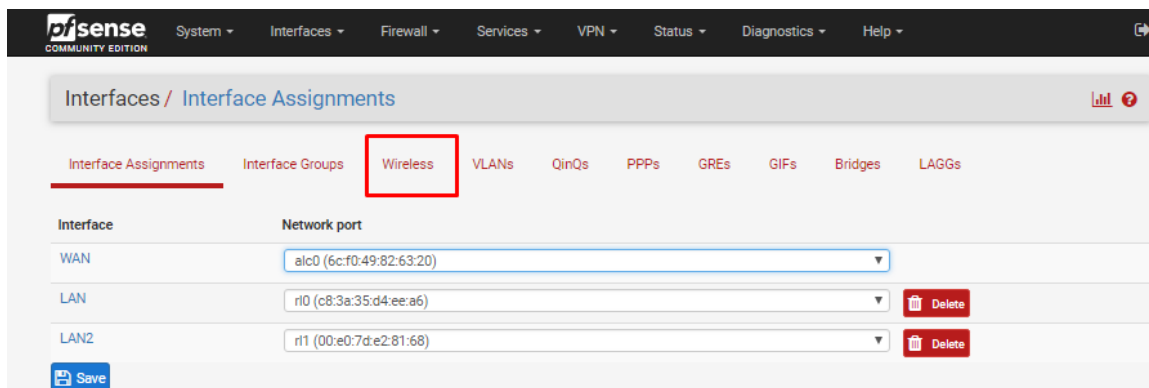 pfsense System Interfaces Firewall Services VPN Status Diagnostics Help
COMMUNITY EDITION
Interfaces / Interface Assignments
Interface Assignments Interface Groups Wireless VLANs QinQs PPPs GREs GIFs Bridges LAGGs
Interface Network port
WAN alc0 (6c:f0:49:82:63:20)
LAN rl0 (c8:3a:35:d4:ee:a6) Delete
LAN2 rl1 (00:e0:7d:e2:81:68) Delete
Save